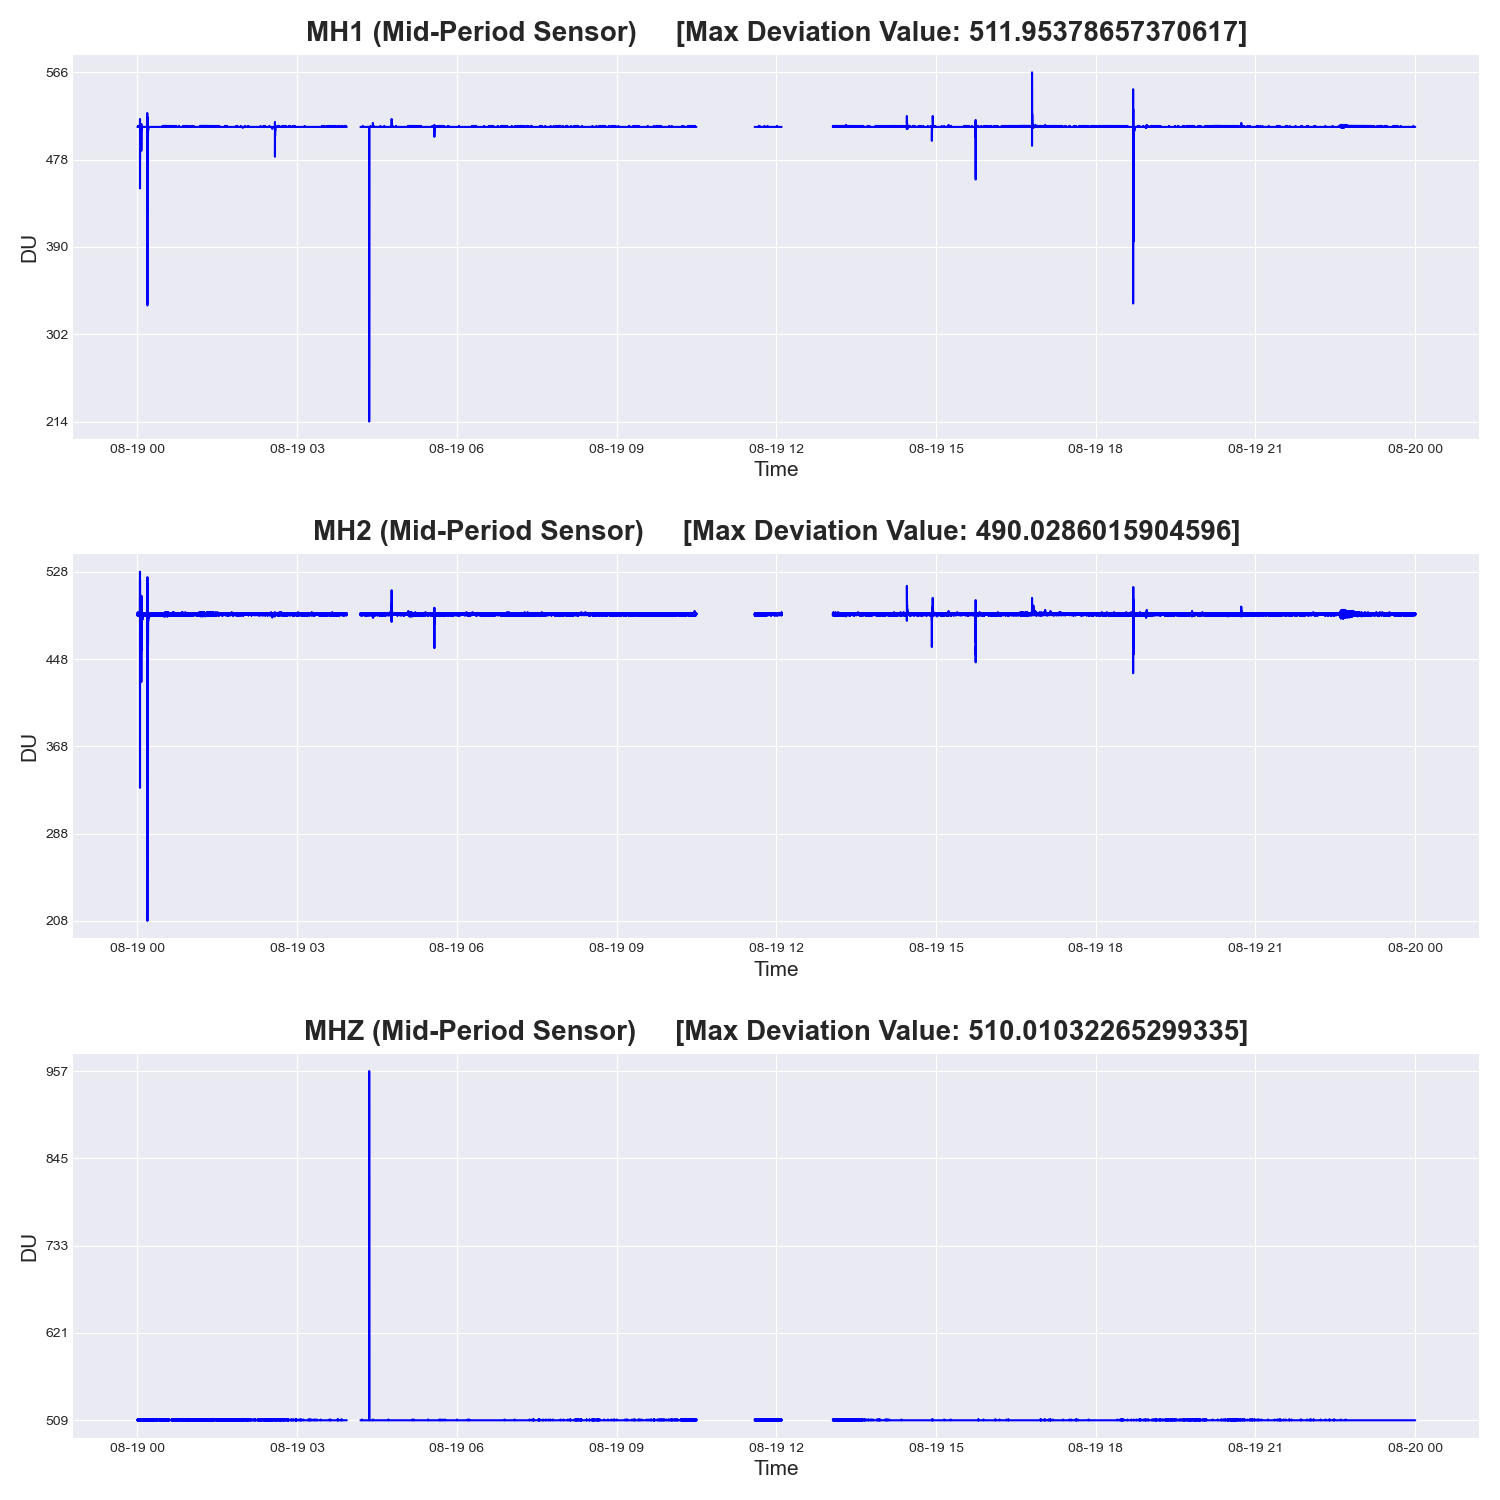 MH1 (Mid-Period Sensor) [Max Deviation Value: 511.95378657370617]
566
478
390
302
214
DU
08-19 00 08-19 03 08-19 06 08-19 09 08-19 12 08-19 15 08-19 18 08-19 21 08-20 00
Time
MH2 (Mid-Period Sensor) [Max Deviation Value: 490.0286015904596]
528
448
368
288
208
DU
08-19 00 08-19 03 08-19 06 08-19 09 08-19 12 08-19 15 08-19 18 08-19 21 08-20 00
Time
MHZ (Mid-Period Sensor) [Max Deviation Value: 510.01032265299335]
957
845
733
621
509
DU
08-19 00 08-19 03 08-19 06 08-19 09 08-19 12 08-19 15 08-19 18 08-19 21 08-20 00
Time